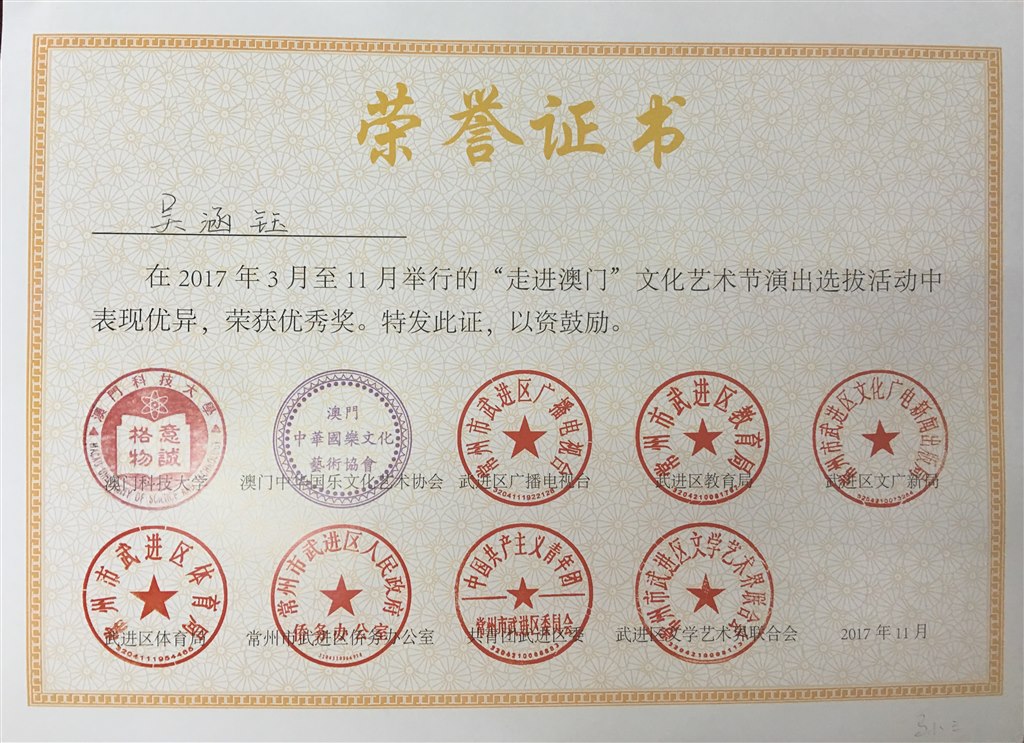 荣誉证书
吴涵钰
在 2017 年 3 月至 11 月举行的“走进澳门”文化艺术节演出选拔活动中
表现优异，荣获优秀奖。特发此证，以资鼓励。
澳門科技大學
意誠
格物
澳门科技大学
澳門
中華國樂文化
藝術協會
澳门中华国乐文化艺术协会
常州市武进区广播电视台
武进区广播电视台
常州市武进区教育局
武进区教育局
常州市武进区文化广电新闻出版局
武进区文广新局
常州市武进区体育局
武进区体育局
常州市武进区人民政府
侨务办公室
常州市武进区侨务办公室
中国共产主义青年团
常州市武进区委员会
共青团武进区委
常州市武进区文学艺术界联合会
武进区文学艺术界联合会
2017 年 11 月